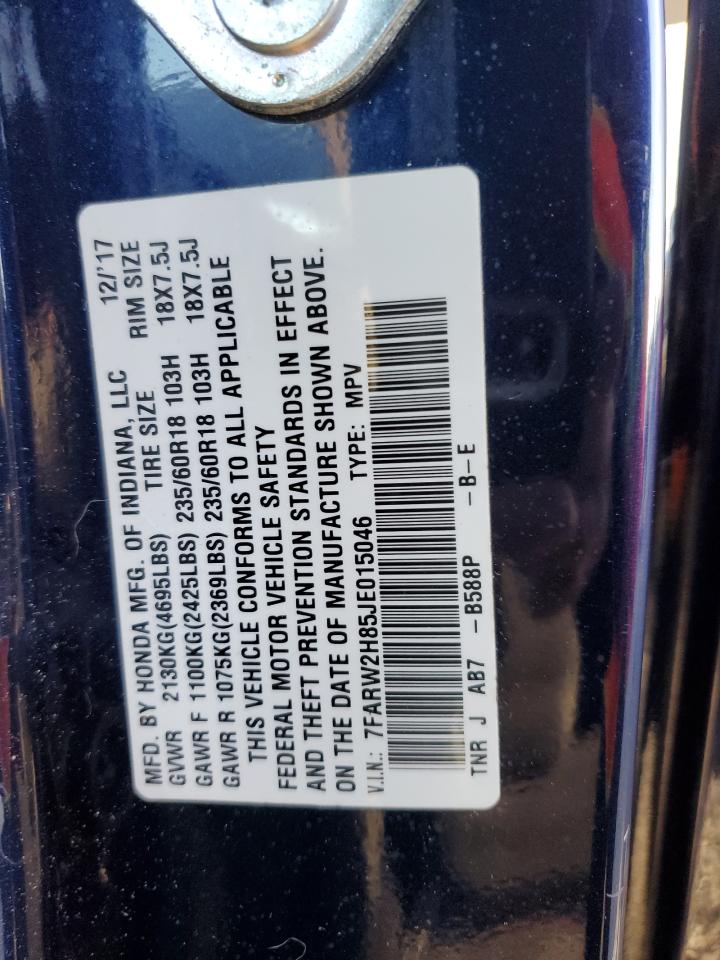 MFD. BY HONDA MFG. OF INDIANA, LLC 12/'17
GVWR 2130KG(4695LBS) TIRE SIZE RIM SIZE
GAWR F 1100KG(2425LBS) 235/60R18 103H 18X7.5J
GAWR R 1075KG(2369LBS) 235/60R18 103H 18X7.5J
THIS VEHICLE CONFORMS TO ALL APPLICABLE
FEDERAL MOTOR VEHICLE SAFETY
AND THEFT PREVENTION STANDARDS IN EFFECT
ON THE DATE OF MANUFACTURE SHOWN ABOVE.
V.I.N.: 7FARW2H85JE015046 TYPE: MPV
TNR J AB7 -B588P -B-E